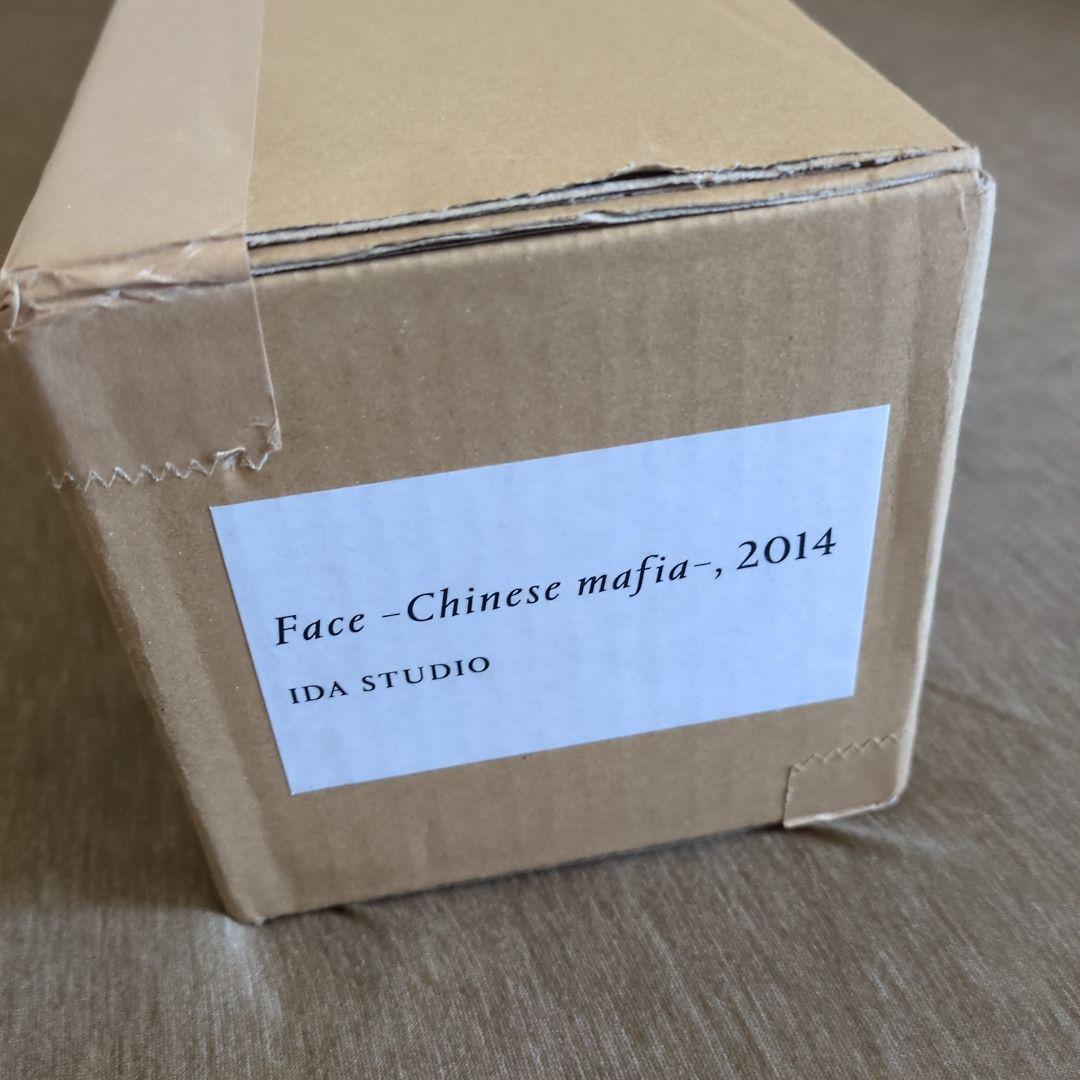 Face –Chinese mafia–, 2014
IDA STUDIO